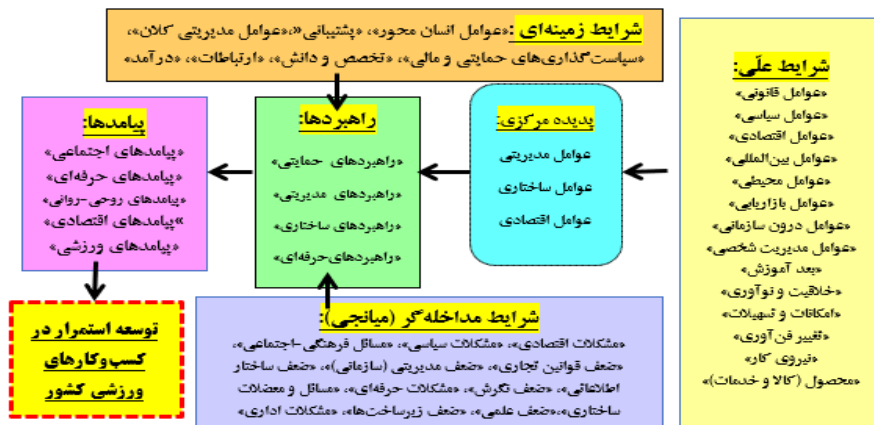 شرایط زمینه‌ای :«عوامل انسان محور»، «پشتیبانی»،«عوامل مدیریتی کلان»،
«سیاست‌گذاری‌های حمایتی و مالی»، «تخصص و دانش»، «ارتباطات»، «درآمد»
شرایط علّی:
«عوامل قانونی»
«عوامل سیاسی»
«عوامل اقتصادی»
«عوامل بین‌المللی»
«عوامل محیطی»
«عوامل بازاریابی»
«عوامل درون سازمانی»
«عوامل مدیریت شخصی»
«بعد آموزش»
«خلاقیت و نوآوری»
«امکانات و تسهیلات»
«تغییر فن‌آوری»
«نیروی کار»
«محصول (کالا و خدمات)»
پدیده مرکزی:
عوامل مدیریتی
عوامل ساختاری
عوامل اقتصادی
راهبردها:
«راهبردهای حمایتی»
«راهبردهای مدیریتی»
«راهبردهای ساختاری»
«راهبردهای‌حرفه‌ای»
پیامدها:
«پیامدهای اجتماعی»
«پیامدهای حرفه‌ای»
«پیامدهای روحی-روانی»
«پیامدهای اقتصادی»
«پیامدهای ورزشی»
شرایط مداخله‌گر (میانجی):
«مشکلات اقتصادی»، «مشکلات سیاسی»، «مسائل فرهنگی-اجتماعی»،
«ضعف قوانین تجاری»، «ضعف مدیریتی (سازمانی)»، «ضعف ساختار
اطلاعاتی»، «ضعف نگرش»، «مشکلات حرفه‌ای»، «مسائل و معضلات
ساختاری»،«ضعف علمی»، «ضعف زیرساخت‌ها»، «مشکلات اداری»
توسعه استمرار در
کسب‌وکارهای
ورزشی کشور